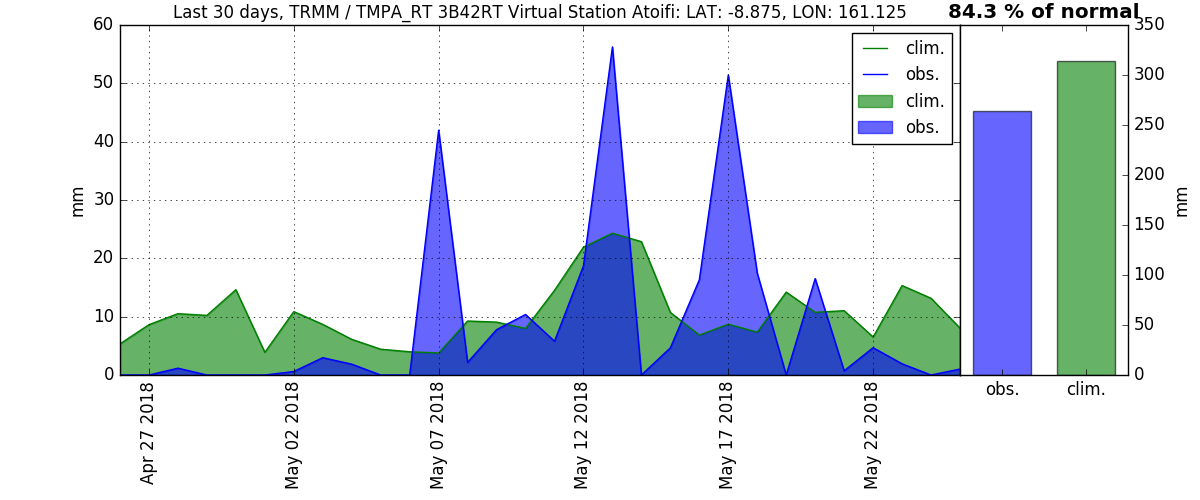 Last 30 days, TRMM / TMPA_RT 3B42RT Virtual Station Atoifi: LAT: -8.875, LON: 161.125
84.3 % of normal
60
50
40
30
20
10
0
mm
clim.
obs.
clim.
obs.
Apr 27 2018
May 02 2018
May 07 2018
May 12 2018
May 17 2018
May 22 2018
350
300
250
200
150
100
50
0
mm
obs.
clim.